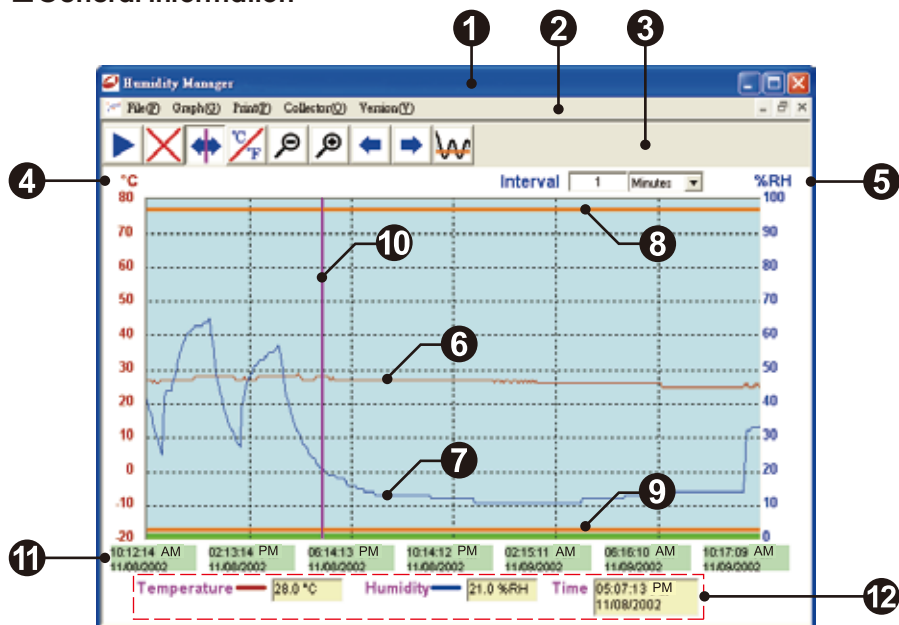 General Information
1 2 3
Humidity Manager
File(F) Graph(G) Print(P) Collector(O) Version(V)
°C °F
4 °C Interval 1 Minutes %RH 5
80 100
8
70 90
10
60 80
50 70
40 60
6
30 50
20 40
10 30
7
0 20
9
-10 10
-20 0
11 10:12:14 AM 02:13:14 PM 06:14:13 PM 10:14:12 PM 02:15:11 AM 06:16:10 AM 10:17:09 AM
11/08/2002 11/08/2002 11/08/2002 11/08/2002 11/09/2002 11/09/2002 11/09/2002
Temperature 28.0 °C Humidity 21.0 %RH Time 05:07:13 PM 12
11/08/2002